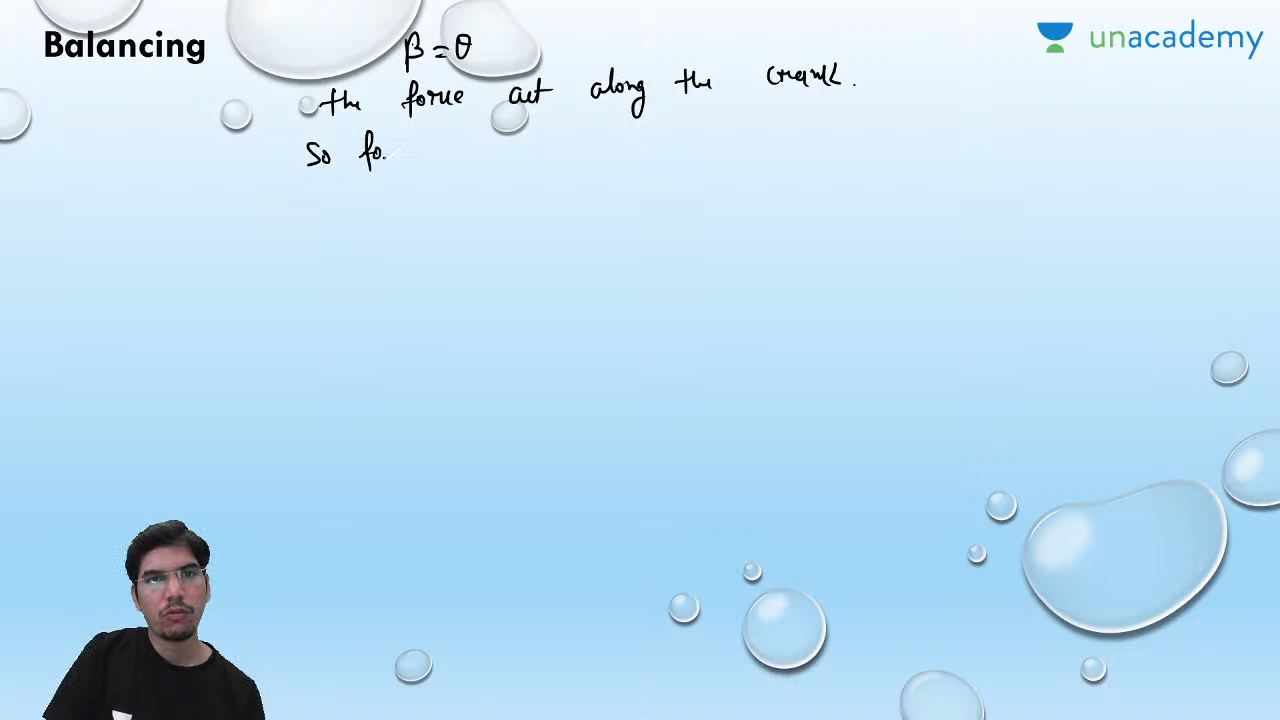 Balancing
unacademy
β = θ
the force act along the crank.
So fo.